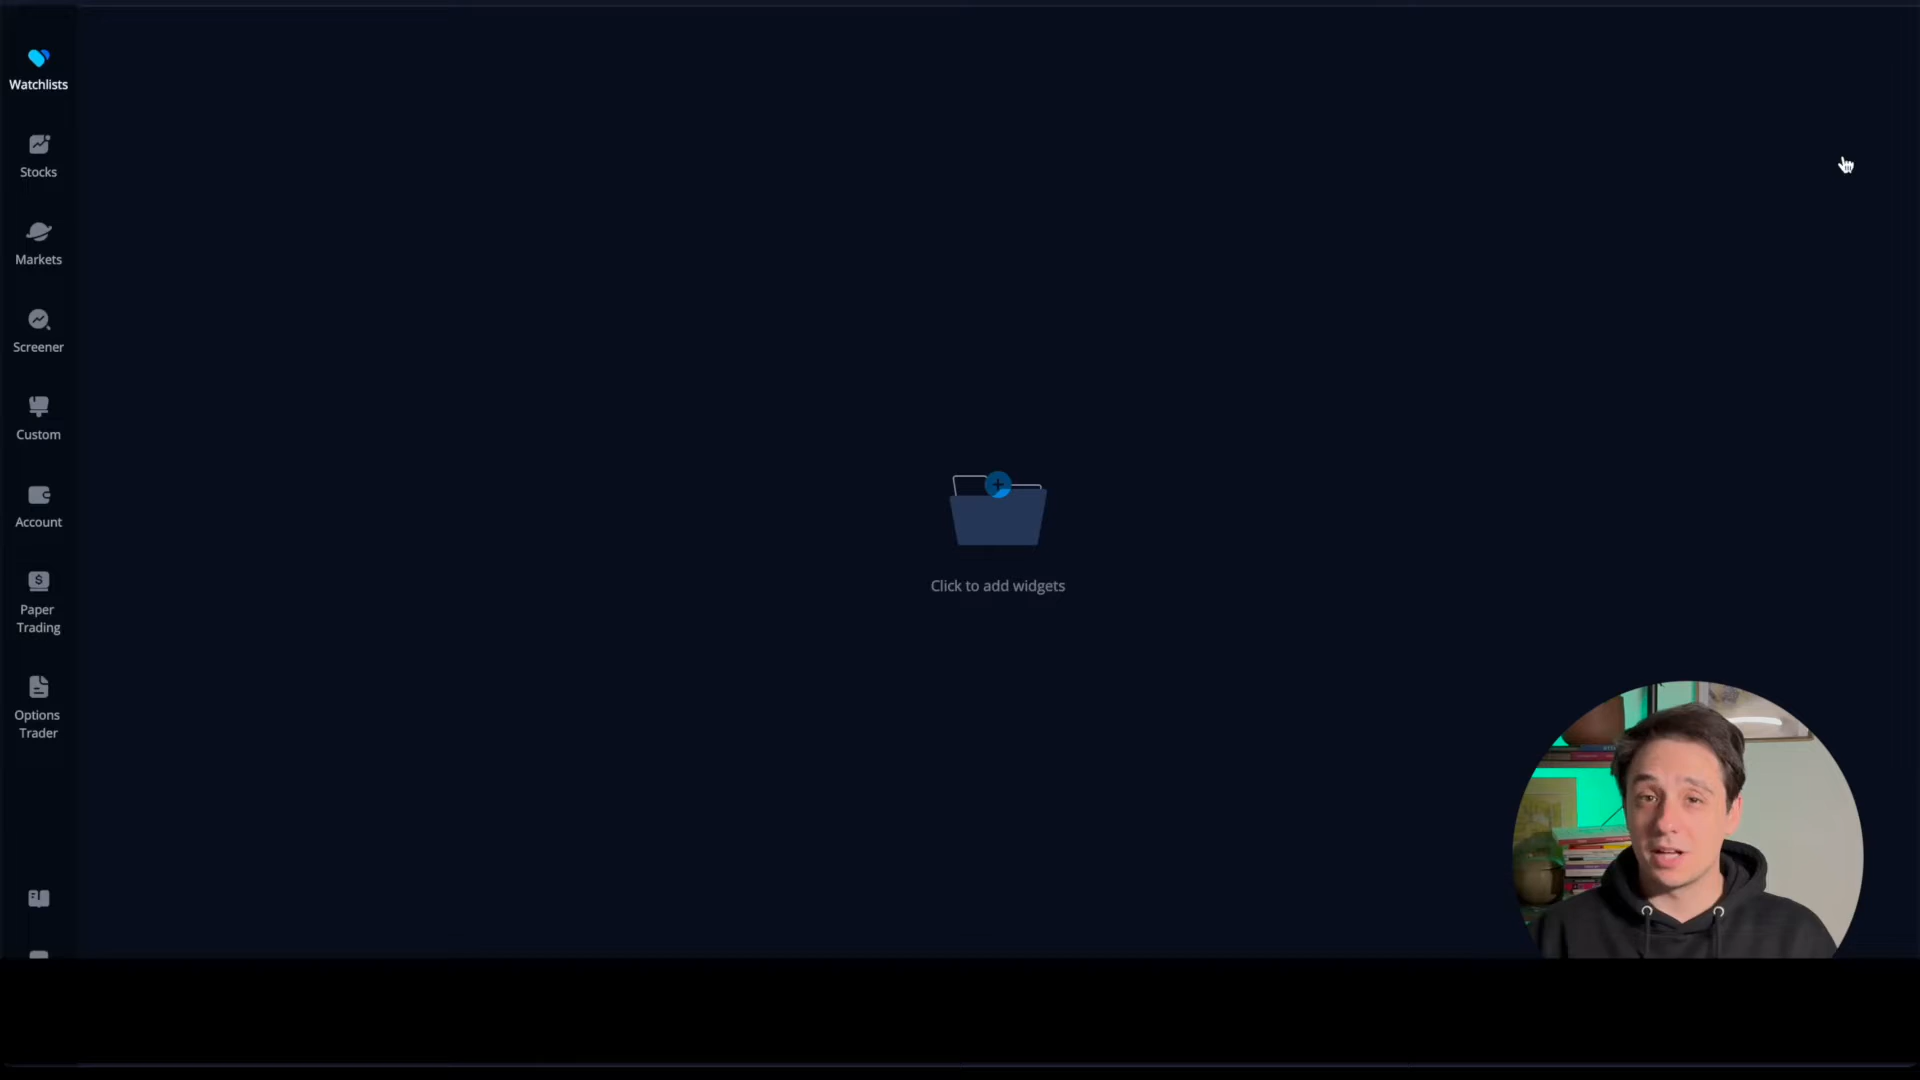 Watchlists
Stocks
Markets
Screener
Custom
Account
Paper
Trading
Options
Trader
Click to add widgets